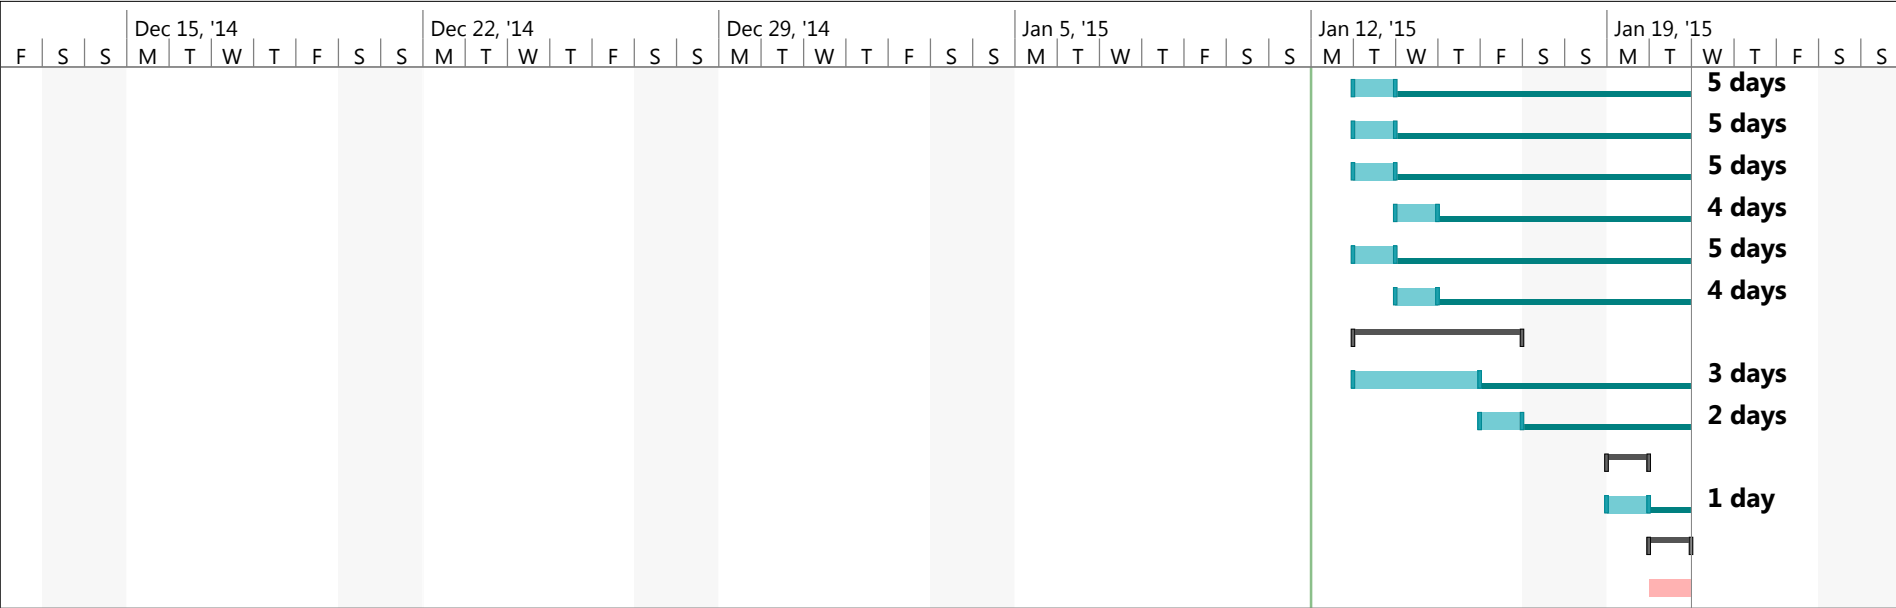 Dec 15, '14 Dec 22, '14 Dec 29, '14 Jan 5, '15 Jan 12, '15 Jan 19, '15
F S S M T W T F S S M T W T F S S M T W T F S S M T W T F S S M T W T F S S M T W T F S S
5 days
5 days
5 days
4 days
5 days
4 days
3 days
2 days
1 day